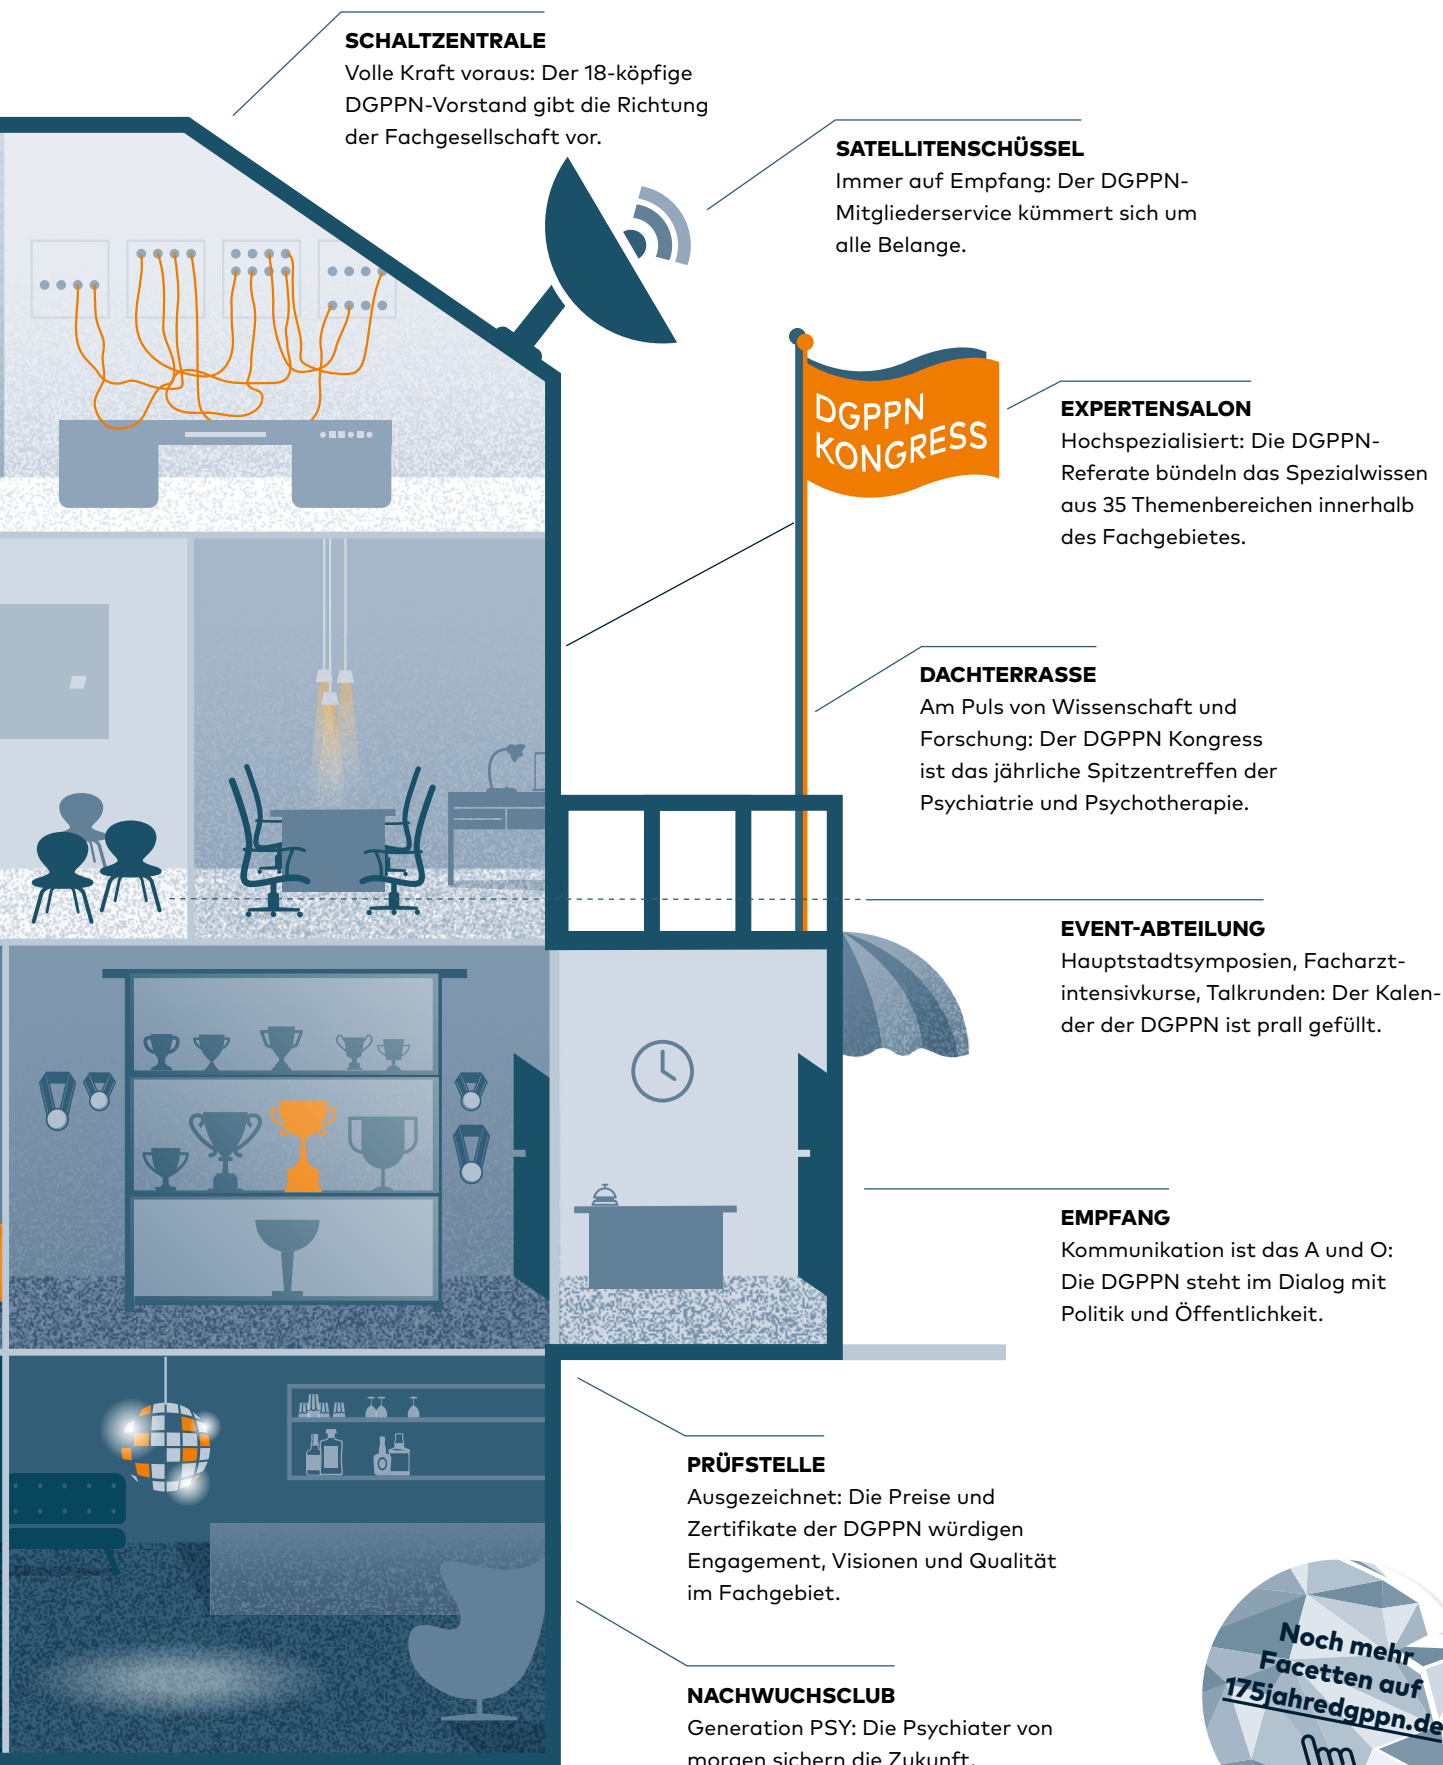 SCHALTZENTRALE
Volle Kraft voraus: Der 18-köpfige
DGPPN-Vorstand gibt die Richtung
der Fachgesellschaft vor.
SATELLITENSCHÜSSEL
Immer auf Empfang: Der DGPPN-
Mitgliederservice kümmert sich um
alle Belange.
DGPPN
KONGRESS
EXPERTENSALON
Hochspezialisiert: Die DGPPN-
Referate bündeln das Spezialwissen
aus 35 Themenbereichen innerhalb
des Fachgebietes.
DACHTERRASSE
Am Puls von Wissenschaft und
Forschung: Der DGPPN Kongress
ist das jährliche Spitzentreffen der
Psychiatrie und Psychotherapie.
EVENT-ABTEILUNG
Hauptstadtsymposien, Facharzt-
intensivkurse, Talkrunden: Der Kalen-
der der DGPPN ist prall gefüllt.
EMPFANG
Kommunikation ist das A und O:
Die DGPPN steht im Dialog mit
Politik und Öffentlichkeit.
PRÜFSTELLE
Ausgezeichnet: Die Preise und
Zertifikate der DGPPN würdigen
Engagement, Visionen und Qualität
im Fachgebiet.
NACHWUCHSCLUB
Generation PSY: Die Psychiater von
morgen sichern die Zukunft.
Noch mehr
Facetten auf
175jahredgppn.de